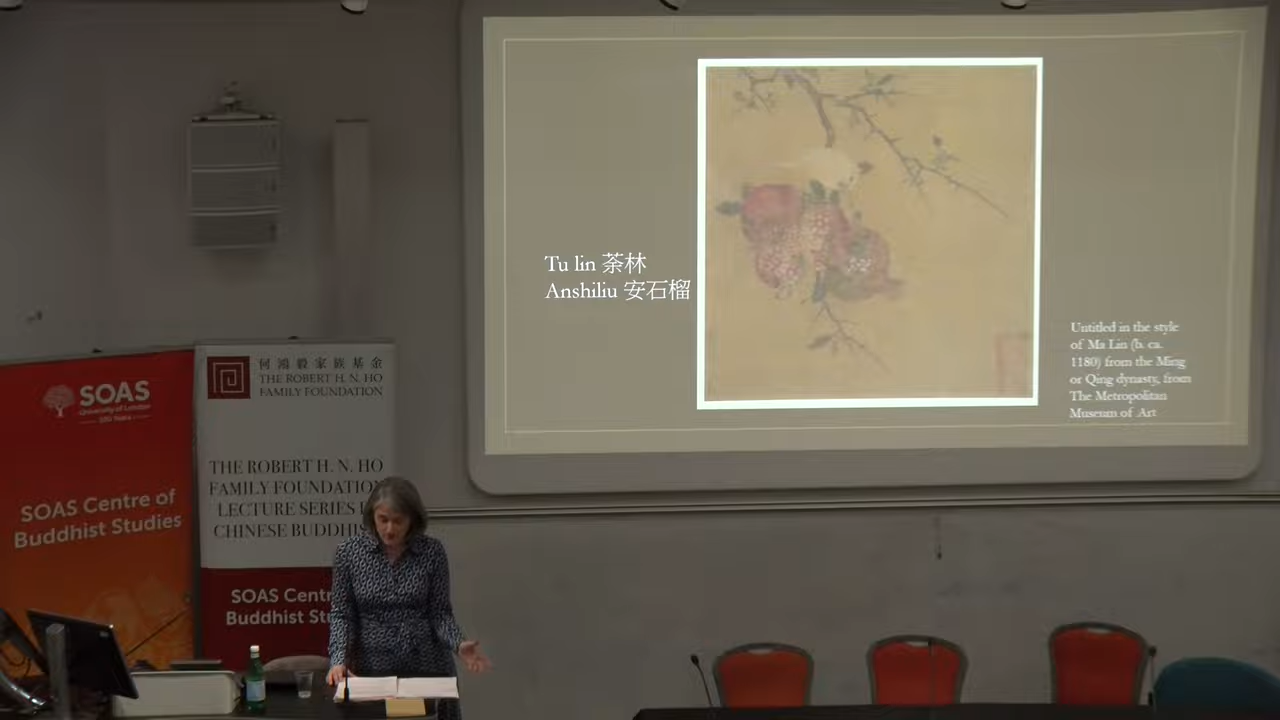 Tu lin 荼林
Anshiliu 安石榴
Untitled in the style
of Ma Lin (b. ca.
1180) from the Ming
or Qing dynasty, from
The Metropolitan
Museum of Art
SOAS
University of London
SOAS Centre of
Buddhist Studies
何鴻毅家族基金
THE ROBERT H. N. HO
FAMILY FOUNDATION
THE ROBERT H. N. HO
FAMILY FOUNDATION
LECTURE SERIES
CHINESE BUDDHIS
SOAS Centr
Buddhist Stu